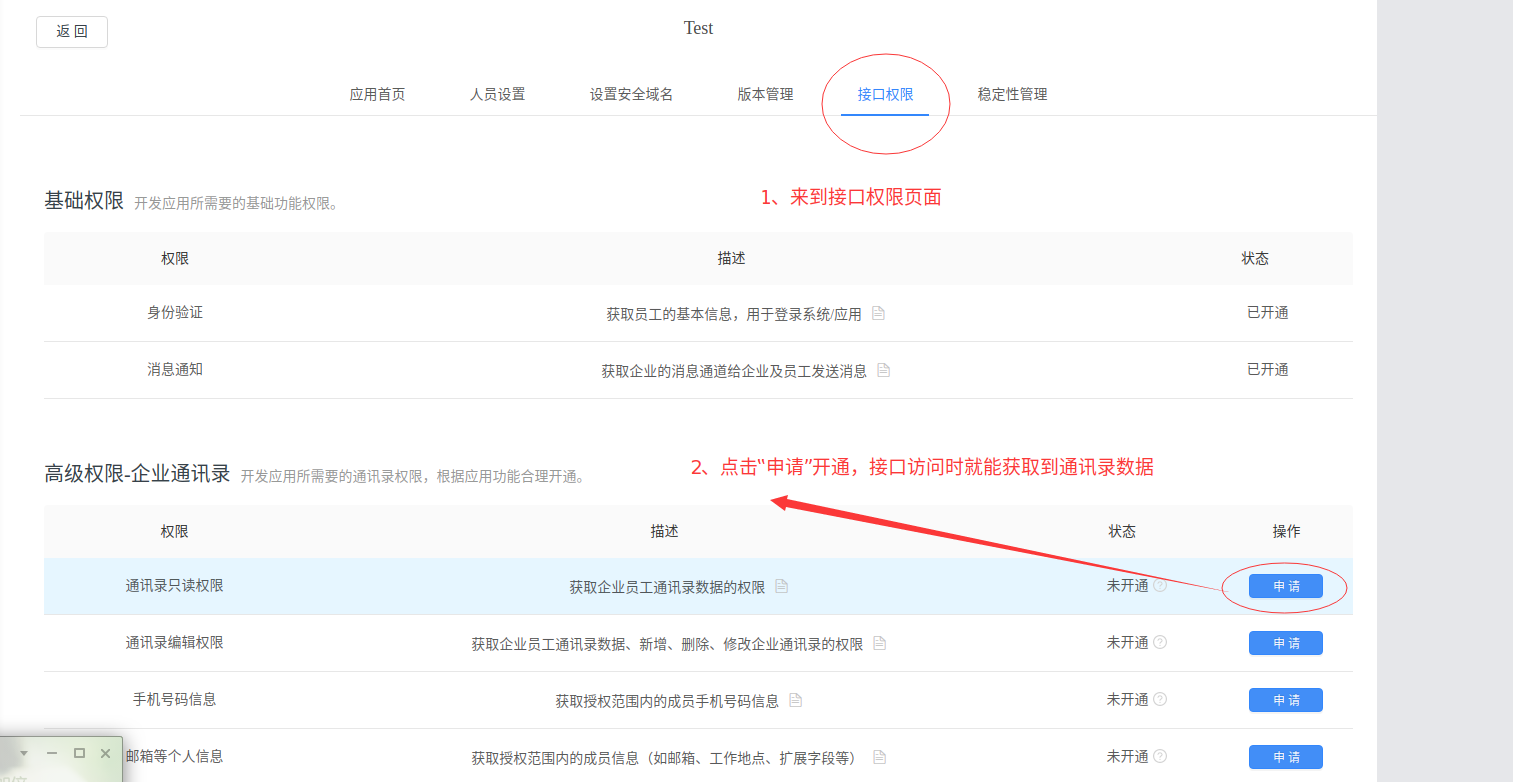 返 回
Test
应用首页 人员设置 设置安全域名 版本管理 接口权限 稳定性管理
1、来到接口权限页面
基础权限 开发应用所需要的基础功能权限。
权限 描述 状态
身份验证 获取员工的基本信息，用于登录系统/应用 已开通
消息通知 获取企业的消息通道给企业及员工发送消息 已开通
2、点击“申请”开通，接口访问时就能获取到通讯录数据
高级权限-企业通讯录 开发应用所需要的通讯录权限，根据应用功能合理开通。
权限 描述 状态 操作
通讯录只读权限 获取企业员工通讯录数据的权限 未开通 申 请
通讯录编辑权限 获取企业员工通讯录数据、新增、删除、修改企业通讯录的权限 未开通 申 请
手机号码信息 获取授权范围内的成员手机号码信息 未开通 申 请
邮箱等个人信息 获取授权范围内的成员信息（如邮箱、工作地点、扩展字段等） 未开通 申 请